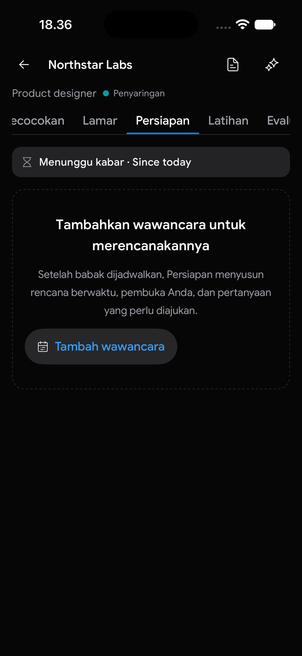 18.36
Northstar Labs
Product designer
Penyaringan
ecocokan
Lamar
Persiapan
Latihan
Eval
Menunggu kabar · Since today
Tambahkan wawancara untuk
merencanakannya
Setelah babak dijadwalkan, Persiapan menyusun
rencana berwaktu, pembuka Anda, dan pertanyaan
yang perlu diajukan.
Tambah wawancara